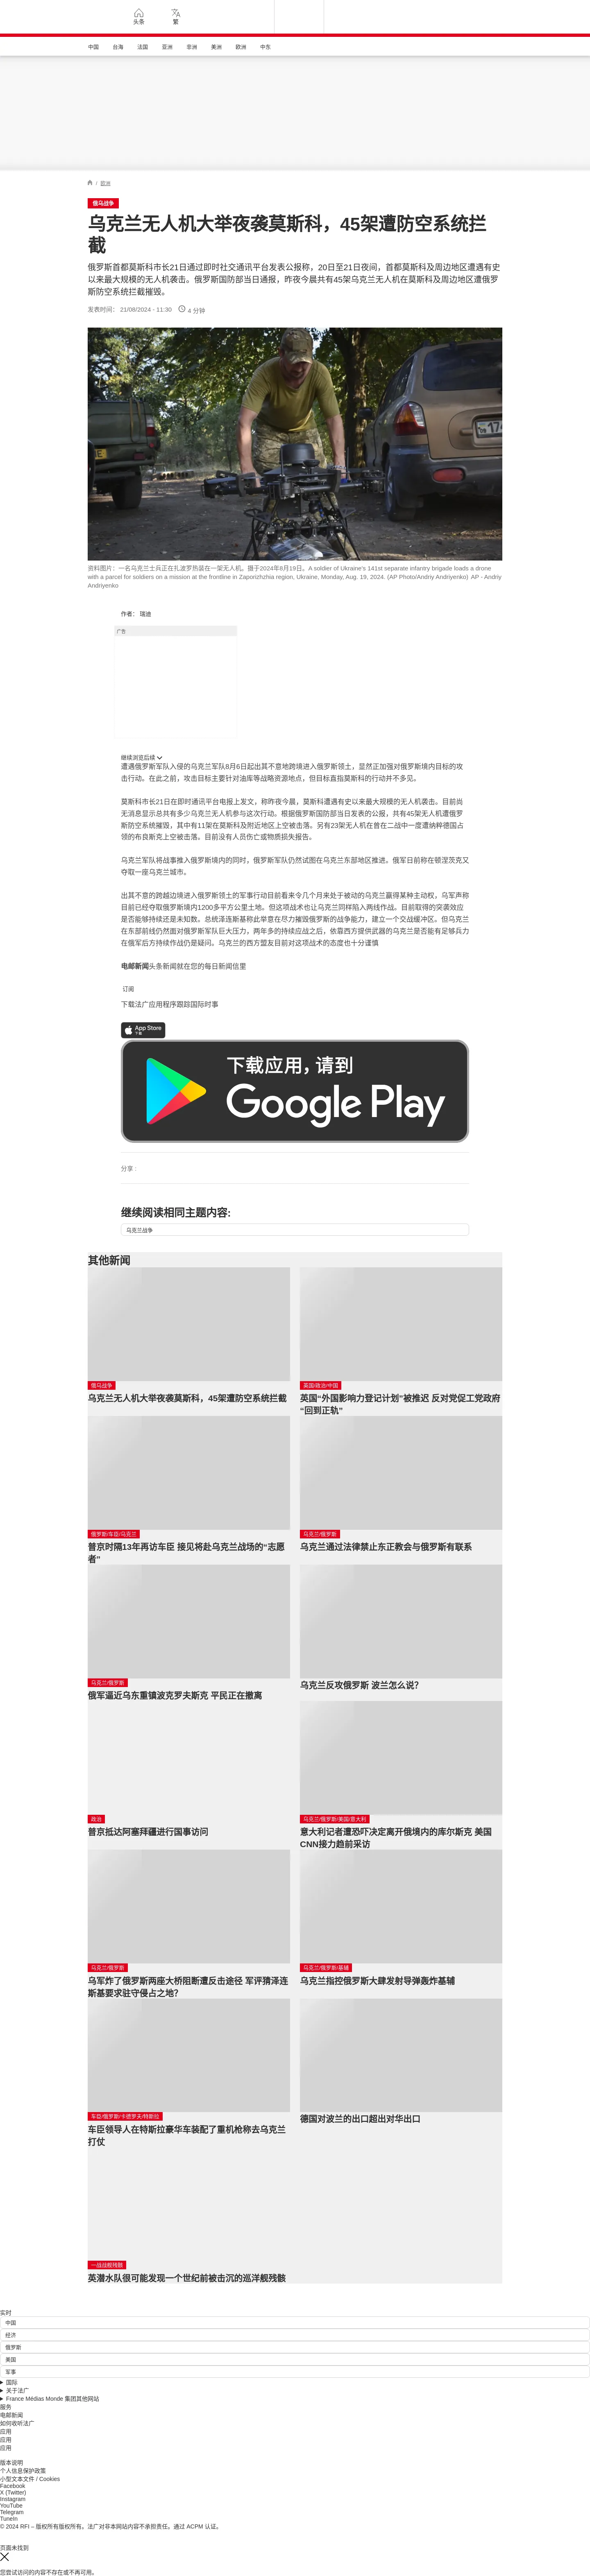 头条
繁
中国 台海 法国 亚洲 非洲 美洲 欧洲 中东
/ 欧洲
俄乌战争
乌克兰无人机大举夜袭莫斯科，45架遭防空系统拦
截
俄罗斯首都莫斯科市长21日通过即时社交通讯平台发表公报称，20日至21日夜间，首都莫斯科及周边地区遭遇有史
以来最大规模的无人机袭击。俄罗斯国防部当日通报，昨夜今晨共有45架乌克兰无人机在莫斯科及周边地区遭俄罗
斯防空系统拦截摧毁。
发表时间： 21/08/2024 - 11:30 4 分钟
资料图片：一名乌克兰士兵正在扎波罗热装在一架无人机。摄于2024年8月19日。A soldier of Ukraine's 141st separate infantry brigade loads a drone
with a parcel for soldiers on a mission at the frontline in Zaporizhzhia region, Ukraine, Monday, Aug. 19, 2024. (AP Photo/Andriy Andriyenko) AP - Andriy
Andriyenko
作者： 瑞迪
广告
继续浏览后续
遭遇俄罗斯军队入侵的乌克兰军队8月6日起出其不意地跨境进入俄罗斯领土，显然正加强对俄罗斯境内目标的攻
击行动。在此之前，攻击目标主要针对油库等战略资源地点，但目标直指莫斯科的行动并不多见。
莫斯科市长21日在即时通讯平台电报上发文，称昨夜今晨，莫斯科遭遇有史以来最大规模的无人机袭击。目前尚
无消息显示总共有多少乌克兰无人机参与这次行动。根据俄罗斯国防部当日发表的公报，共有45架无人机遭俄罗
斯防空系统摧毁，其中有11架在莫斯科及附近地区上空被击落。另有23架无人机在曾在二战中一度遭纳粹德国占
领的布良斯克上空被击落。目前没有人员伤亡或物质损失报告。
乌克兰军队将战事推入俄罗斯境内的同时，俄罗斯军队仍然试图在乌克兰东部地区推进。俄军日前称在顿涅茨克又
夺取一座乌克兰城市。
出其不意的跨越边境进入俄罗斯领土的军事行动目前看来令几个月来处于被动的乌克兰赢得某种主动权，乌军声称
目前已经夺取俄罗斯境内1200多平方公里土地。但这项战术也让乌克兰同样陷入两线作战。目前取得的突袭效应
是否能够持续还是未知数。总统泽连斯基称此举意在尽力摧毁俄罗斯的战争能力，建立一个交战缓冲区。但乌克兰
在东部前线仍然面对俄罗斯军队巨大压力，两年多的持续应战之后，依靠西方提供武器的乌克兰是否能有足够兵力
在俄军后方持续作战仍是疑问。乌克兰的西方盟友目前对这项战术的态度也十分谨慎
电邮新闻头条新闻就在您的每日新闻信里
订阅
下载法广应用程序跟踪国际时事
App Store
下载
下载应用，请到
Google Play
分享 :
继续阅读相同主题内容:
乌克兰战争
其他新闻
俄乌战争
乌克兰无人机大举夜袭莫斯科，45架遭防空系统拦截
英国/政治/中国
英国“外国影响力登记计划”被推迟 反对党促工党政府
“回到正轨”
俄罗斯/车臣/乌克兰
普京时隔13年再访车臣 接见将赴乌克兰战场的“志愿
者”
乌克兰/俄罗斯
乌克兰通过法律禁止东正教会与俄罗斯有联系
乌克兰/俄罗斯
俄军逼近乌东重镇波克罗夫斯克 平民正在撤离
乌克兰反攻俄罗斯 波兰怎么说？
政治
普京抵达阿塞拜疆进行国事访问
乌克兰/俄罗斯/美国/意大利
意大利记者遭恐吓决定离开俄境内的库尔斯克 美国
CNN接力趋前采访
乌克兰/俄罗斯
乌军炸了俄罗斯两座大桥阻断遭反击途径 军评猜泽连
斯基要求驻守侵占之地？
乌克兰/俄罗斯/基辅
乌克兰指控俄罗斯大肆发射导弹轰炸基辅
车臣/俄罗斯/卡德罗夫/特斯拉
车臣领导人在特斯拉豪华车装配了重机枪称去乌克兰
打仗
德国对波兰的出口超出对华出口
一战战舰残骸
英潜水队很可能发现一个世纪前被击沉的巡洋舰残骸
实时
中国
经济
俄罗斯
美国
军事
国际
关于法广
France Médias Monde 集团其他网站
服务
电邮新闻
如何收听法广
应用
应用
应用
版本说明
个人信息保护政策
小型文本文件 / Cookies
Facebook
X (Twitter)
Instagram
YouTube
Telegram
TuneIn
© 2024 RFI – 版权所有版权所有。法广对非本网站内容不承担责任。通过 ACPM 认证。
页面未找到
您尝试访问的内容不存在或不再可用。